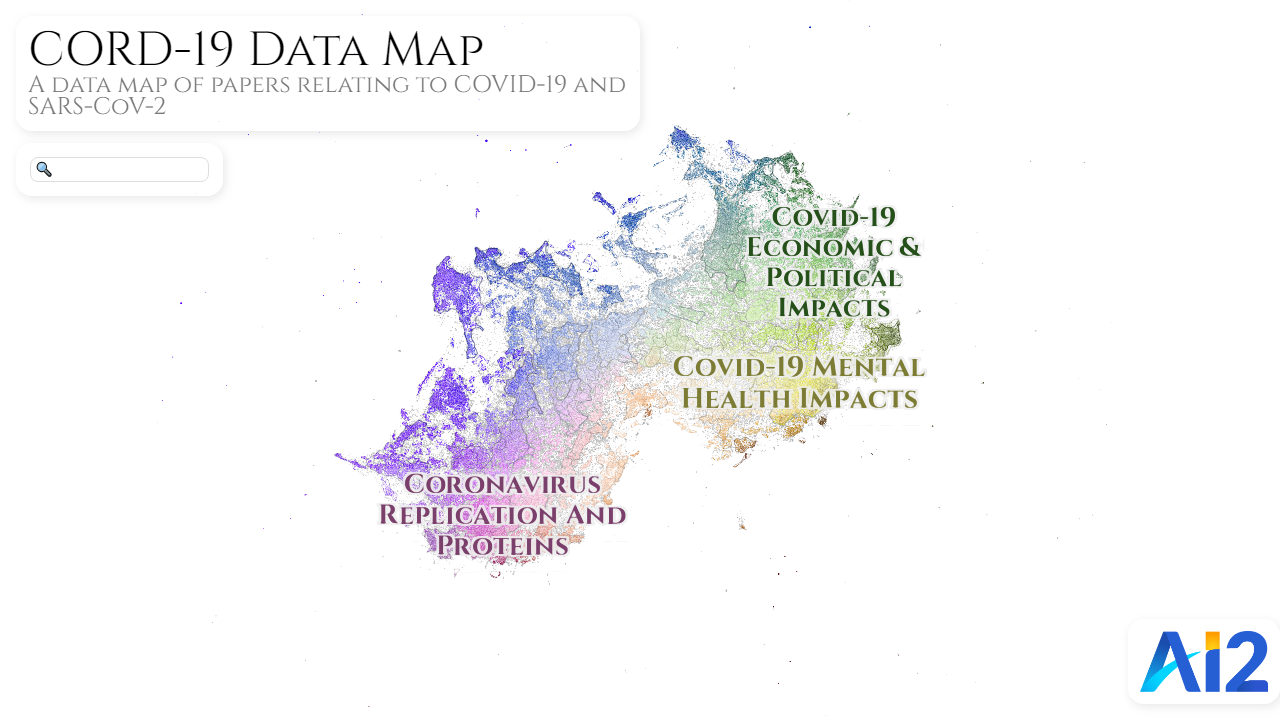 CORD-19 Data Map
A data map of papers relating to COVID-19 and
SARS-CoV-2
Covid-19
Economic &
Political
Impacts
Covid-19 Mental
Health Impacts
Coronavirus
Replication And
Proteins
Ai2